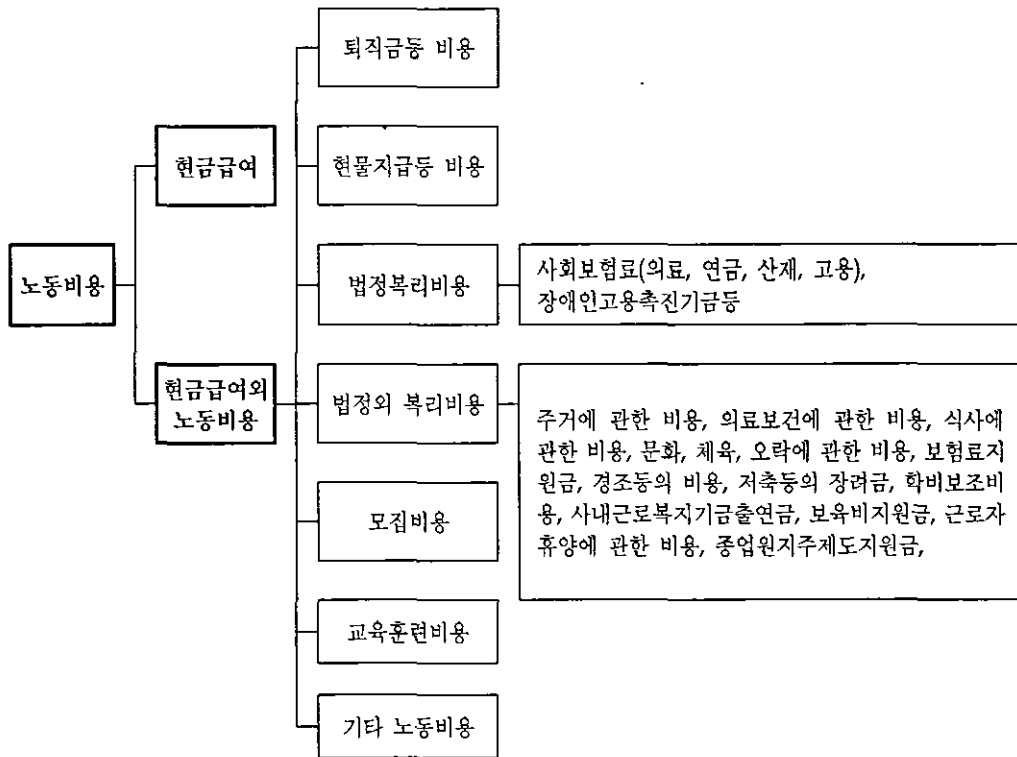 노동비용
현금급여
현금급여외
노동비용
퇴직금등 비용
현물지급등 비용
법정복리비용
사회보험료(의료, 연금, 산재, 고용),
장애인고용촉진기금등
법정외 복리비용
주거에 관한 비용, 의료보건에 관한 비용, 식사에
관한 비용, 문화, 체육, 오락에 관한 비용, 보험료지
원금, 경조등의 비용, 저축등의 장려금, 학비보조비
용, 사내근로복지기금출연금, 보육비지원금, 근로자
휴양에 관한 비용, 종업원지주제도지원금,
모집비용
교육훈련비용
기타 노동비용